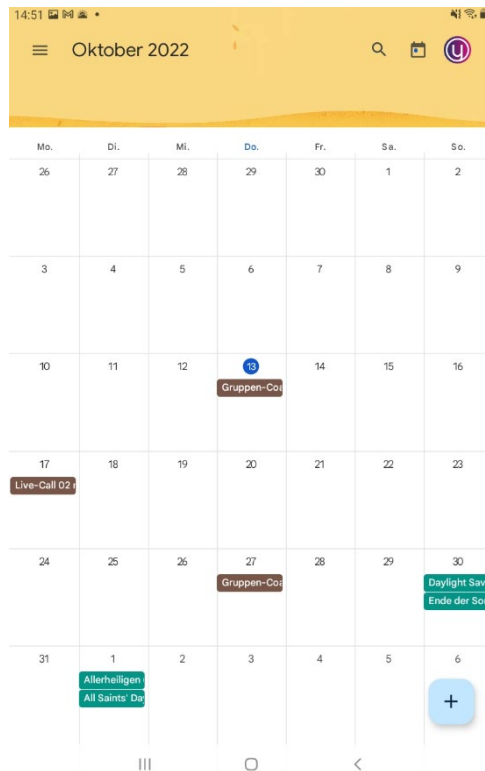 14:51
Oktober 2022
Mo. Di. Mi. Do. Fr. Sa. So.
26 27 28 29 30 1 2
3 4 5 6 7 8 9
10 11 12 13 14 15 16
Gruppen-Coa
17 18 19 20 21 22 23
Live-Call 02
24 25 26 27 28 29 30
Gruppen-Coa Daylight Sav
Ende der So
31 1 2 3 4 5 6
Allerheiligen
All Saints' Da